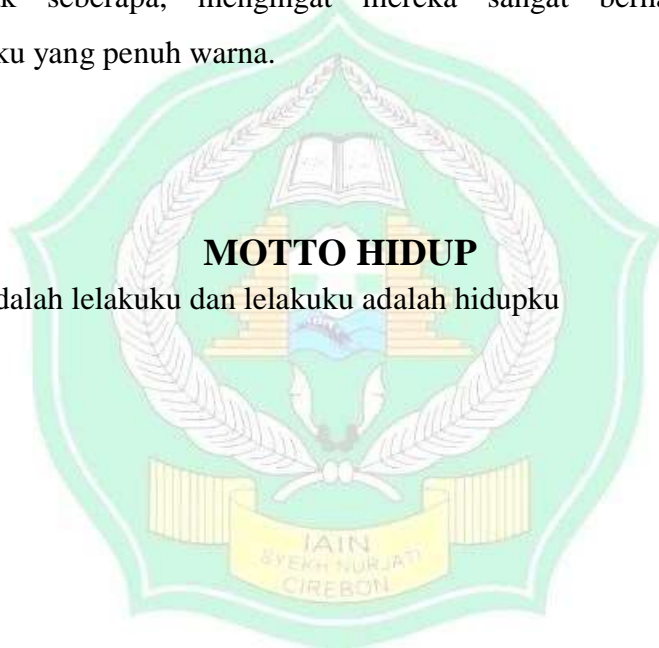 k seberapa, mengingat mereka sangat
ku yang penuh warna.
MOTTO HIDUP
dalah lelakuku dan lelakuku adalah hidupku
IAIN
SYEKH NURJATI
CIREBON